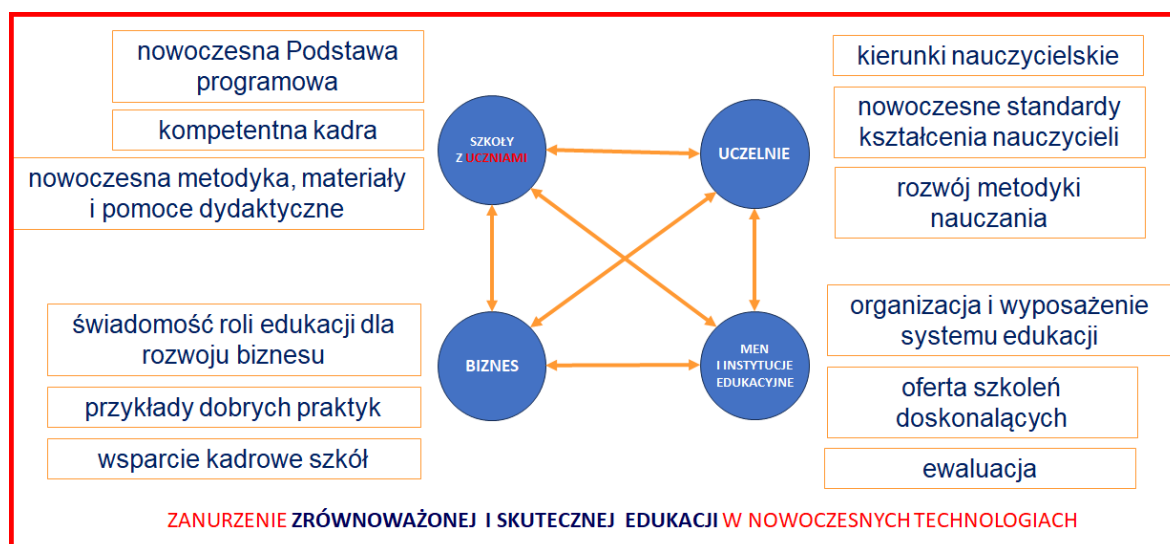 nowoczesna Podstawa
programowa
kompetentna kadra
nowoczesna metodyka, materiały
i pomoce dydaktyczne
SZKOŁY
Z UCZNIAMI
UCZELNIE
kierunki nauczycielskie
nowoczesne standardy
kształcenia nauczycieli
rozwój metodyki
nauczania
świadomość roli edukacji dla
rozwoju biznesu
przykłady dobrych praktyk
wsparcie kadrowe szkół
BIZNES
MEN
I INSTYTUCJE
EDUKACYJNE
organizacja i wyposażenie
systemu edukacji
oferta szkoleń
doskonalących
ewaluacja
ZANURZENIE ZRÓWNOWAŻONEJ I SKUTECZNEJ EDUKACJI W NOWOCZESNYCH TECHNOLOGIACH